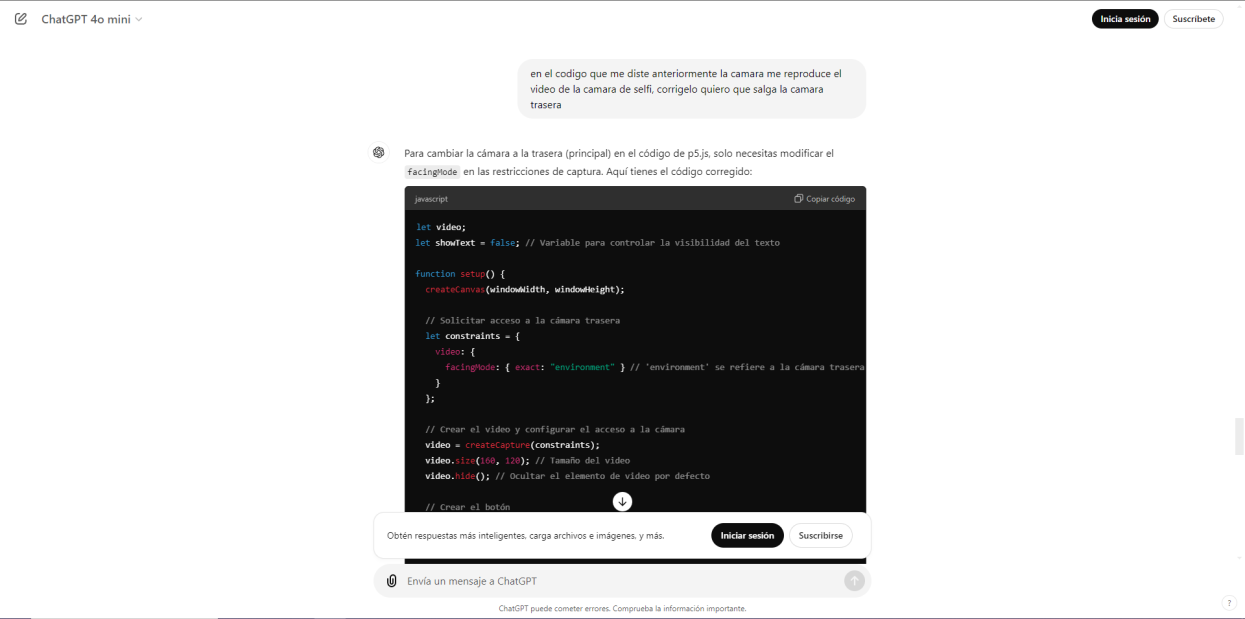 ChatGPT 4o mini
Inicia sesión
Suscríbete
en el codigo que me diste anteriormente la camara me reproduce el
video de la camara de selfi, corrigelo quiero que salga la camara
trasera
Para cambiar la cámara a la trasera (principal) en el código de p5.js, solo necesitas modificar el
facingMode en las restricciones de captura. Aquí tienes el código corregido:
javascript
Copiar código
let video;
let showText = false; // Variable para controlar la visibilidad del texto
function setup() {
createCanvas(windowWidth, windowHeight);
// Solicitar acceso a la cámara trasera
let constraints = {
video: {
facingMode: { exact: "environment" } // 'environment' se refiere a la cámara trasera
}
};
// Crear el video y configurar el acceso a la cámara
video = createCapture(constraints);
video.size(160, 120); // Tamaño del video
video.hide(); // Ocultar el elemento de video por defecto
// Crear el botón
Obtén respuestas más inteligentes, carga archivos e imágenes, y más.
Iniciar sesión
Suscribirse
Envía un mensaje a ChatGPT
ChatGPT puede cometer errores. Comprueba la información importante.
?